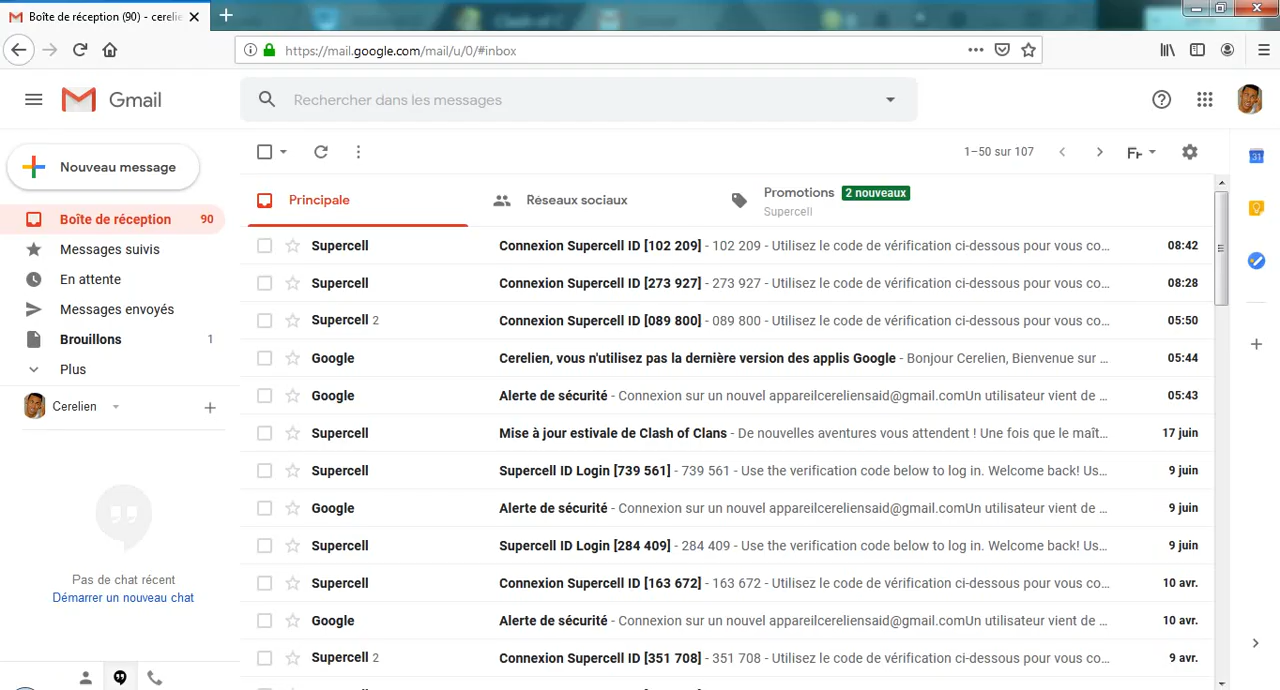 Boîte de réception (90) - cerelie
https://mail.google.com/mail/u/0/#inbox
Gmail
Rechercher dans les messages
Nouveau message
1–50 sur 107
Boîte de réception 90
Messages suivis
En attente
Messages envoyés
Brouillons 1
Plus
Cerelien
Pas de chat récent
Démarrer un nouveau chat
Principale
Réseaux sociaux
Promotions 2 nouveaux
Supercell
Supercell Connexion Supercell ID [102 209] - 102 209 - Utilisez le code de vérification ci-dessous pour vous co… 08:42
Supercell Connexion Supercell ID [273 927] - 273 927 - Utilisez le code de vérification ci-dessous pour vous co… 08:28
Supercell 2 Connexion Supercell ID [089 800] - 089 800 - Utilisez le code de vérification ci-dessous pour vous co… 05:50
Google Cerelien, vous n'utilisez pas la dernière version des applis Google - Bonjour Cerelien, Bienvenue sur … 05:44
Google Alerte de sécurité - Connexion sur un nouvel appareilcereliensaid@gmail.comUn utilisateur vient de … 05:43
Supercell Mise à jour estivale de Clash of Clans - De nouvelles aventures vous attendent ! Une fois que le maît… 17 juin
Supercell Supercell ID Login [739 561] - 739 561 - Use the verification code below to log in. Welcome back! Us… 9 juin
Google Alerte de sécurité - Connexion sur un nouvel appareilcereliensaid@gmail.comUn utilisateur vient de … 9 juin
Supercell Supercell ID Login [284 409] - 284 409 - Use the verification code below to log in. Welcome back! Us… 9 juin
Supercell Connexion Supercell ID [163 672] - 163 672 - Utilisez le code de vérification ci-dessous pour vous co… 10 avr.
Google Alerte de sécurité - Connexion sur un nouvel appareilcereliensaid@gmail.comUn utilisateur vient de … 10 avr.
Supercell 2 Connexion Supercell ID [351 708] - 351 708 - Utilisez le code de vérification ci-dessous pour vous co… 9 avr.